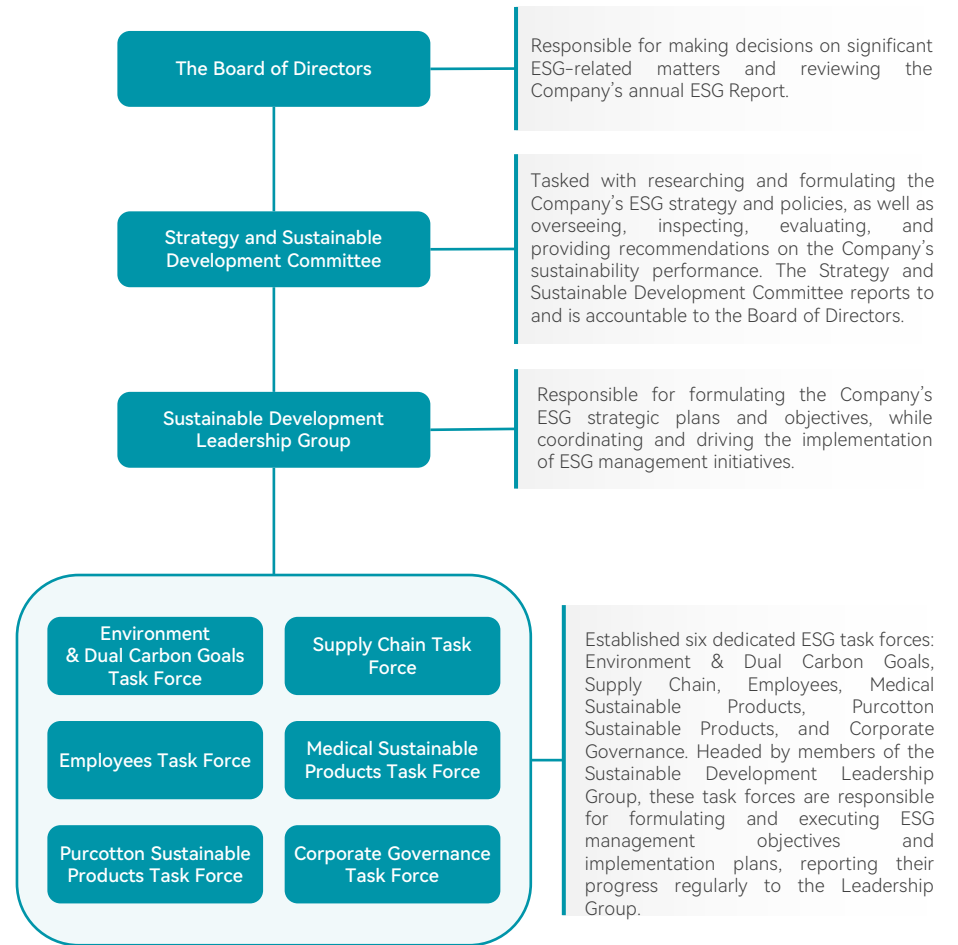 The Board of Directors
Responsible for making decisions on significant
ESG-related matters and reviewing the
Company's annual ESG Report.
Strategy and Sustainable
Development Committee
Tasked with researching and formulating the
Company's ESG strategy and policies, as well as
overseeing, inspecting, evaluating, and
providing recommendations on the Company's
sustainability performance. The Strategy and
Sustainable Development Committee reports to
and is accountable to the Board of Directors.
Sustainable Development
Leadership Group
Responsible for formulating the Company's
ESG strategic plans and objectives, while
coordinating and driving the implementation
of ESG management initiatives.
Environment
& Dual Carbon Goals
Task Force
Supply Chain Task
Force
Employees Task Force
Medical Sustainable
Products Task Force
Purcotton Sustainable
Products Task Force
Corporate Governance
Task Force
Established six dedicated ESG task forces:
Environment & Dual Carbon Goals,
Supply Chain, Employees, Medical
Sustainable Products, Purcotton
Sustainable Products, and Corporate
Governance. Headed by members of the
Sustainable Development Leadership
Group, these task forces are responsible
for formulating and executing ESG
management objectives and
implementation plans, reporting their
progress regularly to the Leadership
Group.